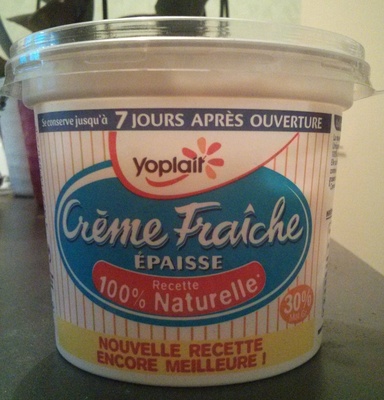 Se conserve jusqu'à 7 JOURS APRÈS OUVERTURE
Yoplait
Crème Fraîche
ÉPAISSE
Recette
100% Naturelle*
30%
NOUVELLE RECETTE
ENCORE MEILLEURE !